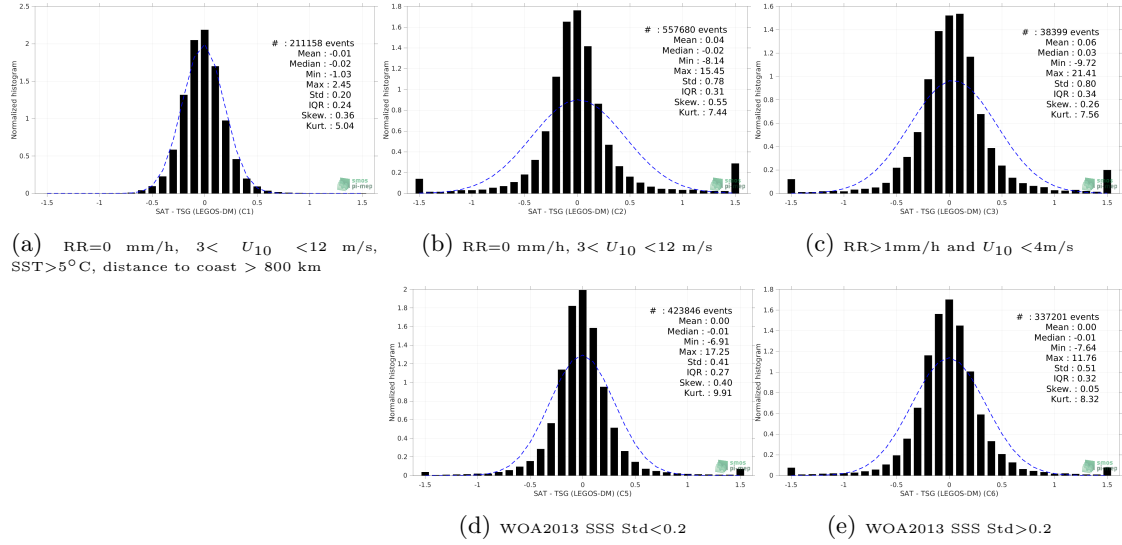 2.5
2
1.5
1
0.5
0
Normalized histogram
# : 211158 events
Mean : -0.01
Median : -0.02
Min : -1.03
Max : 2.45
Std : 0.20
IQR : 0.24
Skew. : 0.36
Kurt. : 5.04
smos
pi-mep
-1.5 -1 -0.5 0 0.5 1 1.5
SAT - TSG (LEGOS-DM) (C1)
(a) RR=0 mm/h, 3< U10 <12 m/s,
SST>5°C, distance to coast > 800 km
1.8
1.6
1.4
1.2
1
0.8
0.6
0.4
0.2
0
Normalized histogram
# : 557680 events
Mean : 0.04
Median : -0.02
Min : -8.14
Max : 15.45
Std : 0.78
IQR : 0.31
Skew. : 0.55
Kurt. : 7.44
smos
pi-mep
-1.5 -1 -0.5 0 0.5 1 1.5
SAT - TSG (LEGOS-DM) (C2)
(b) RR=0 mm/h, 3< U10 <12 m/s
1.6
1.4
1.2
1
0.8
0.6
0.4
0.2
0
Normalized histogram
# : 38399 events
Mean : 0.06
Median : 0.03
Min : -9.72
Max : 21.41
Std : 0.80
IQR : 0.34
Skew. : 0.26
Kurt. : 7.56
smos
pi-mep
-1.5 -1 -0.5 0 0.5 1 1.5
SAT - TSG (LEGOS-DM) (C3)
(c) RR>1mm/h and U10 <4m/s
2
1.8
1.6
1.4
1.2
1
0.8
0.6
0.4
0.2
0
Normalized histogram
# : 423846 events
Mean : 0.00
Median : -0.01
Min : -6.91
Max : 17.25
Std : 0.41
IQR : 0.27
Skew. : 0.40
Kurt. : 9.91
smos
pi-mep
-1.5 -1 -0.5 0 0.5 1 1.5
SAT - TSG (LEGOS-DM) (C5)
(d) WOA2013 SSS Std<0.2
1.8
1.6
1.4
1.2
1
0.8
0.6
0.4
0.2
0
Normalized histogram
# : 337201 events
Mean : 0.00
Median : -0.01
Min : -7.64
Max : 11.76
Std : 0.51
IQR : 0.32
Skew. : 0.05
Kurt. : 8.32
smos
pi-mep
-1.5 -1 -0.5 0 0.5 1 1.5
SAT - TSG (LEGOS-DM) (C6)
(e) WOA2013 SSS Std>0.2